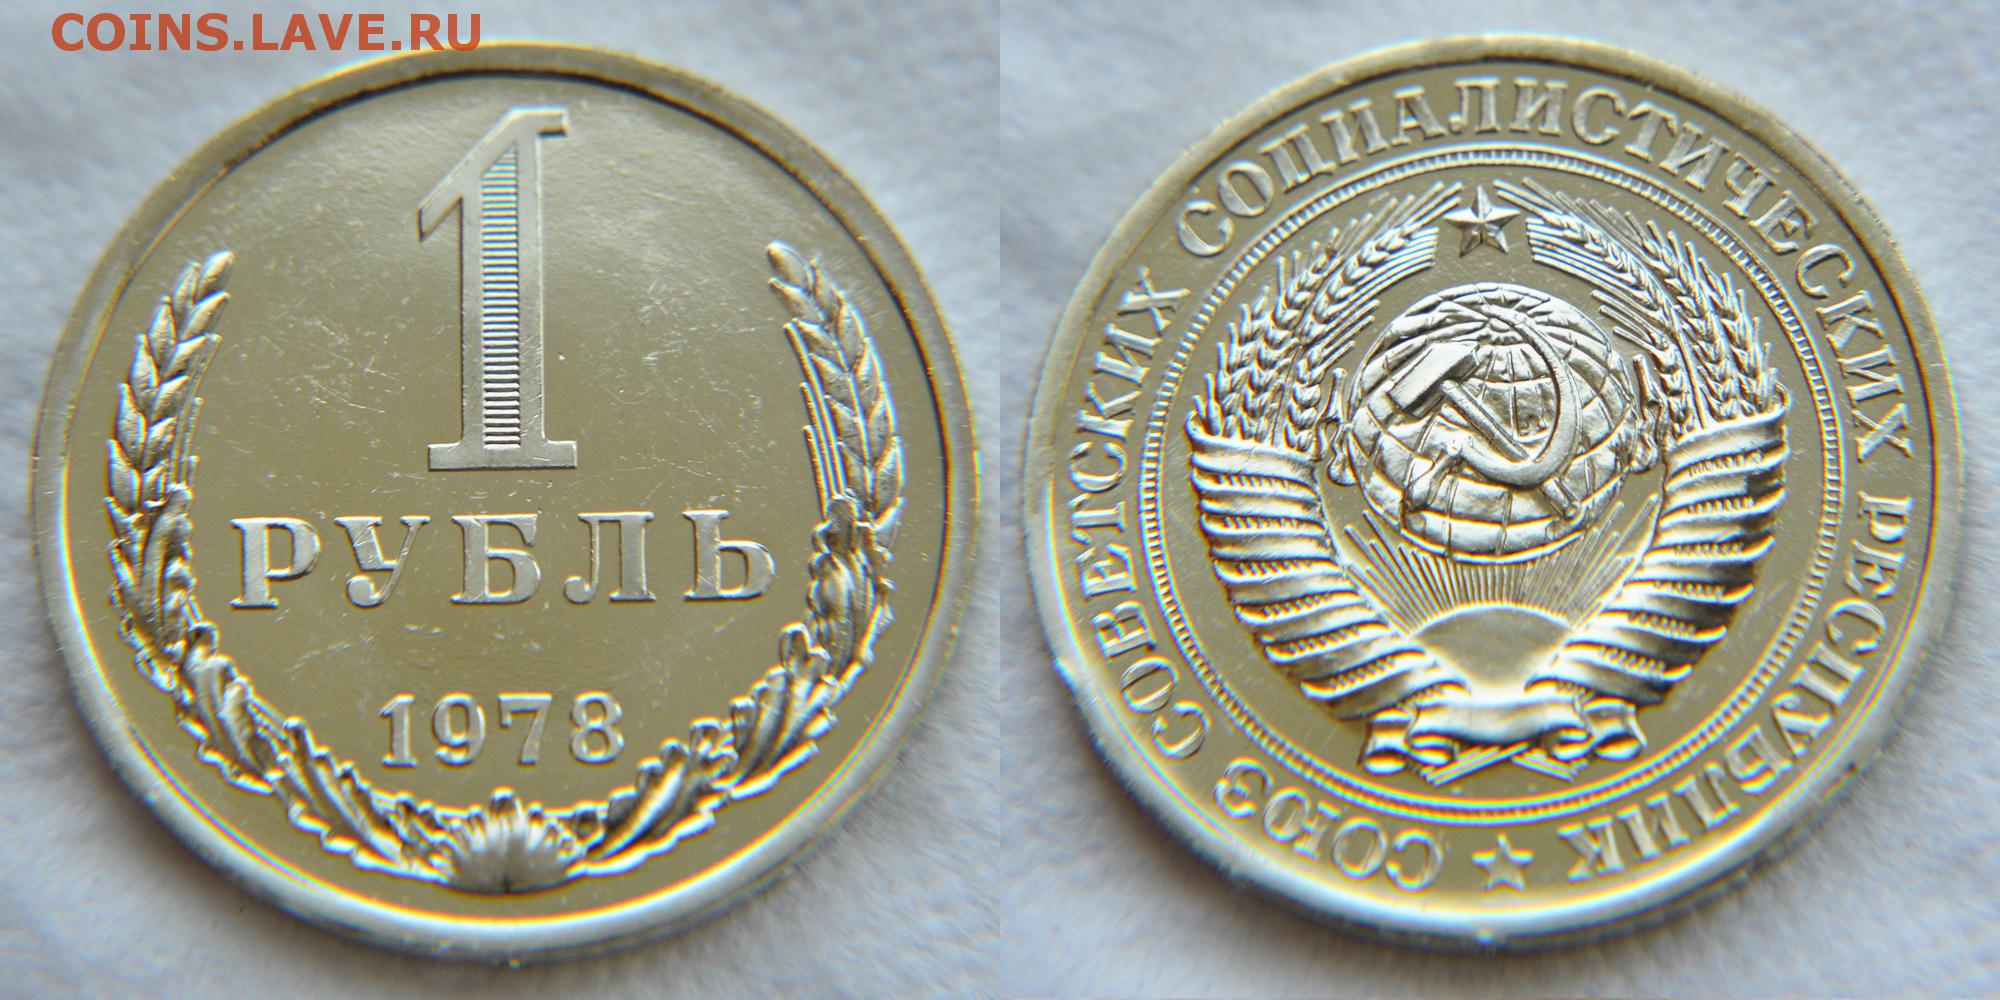 COINS.LAVE.RU
1
РУБЛЬ
1978
СОЮЗ СОВЕТСКИХ СОЦИАЛИСТИЧЕСКИХ РЕСПУБЛИК